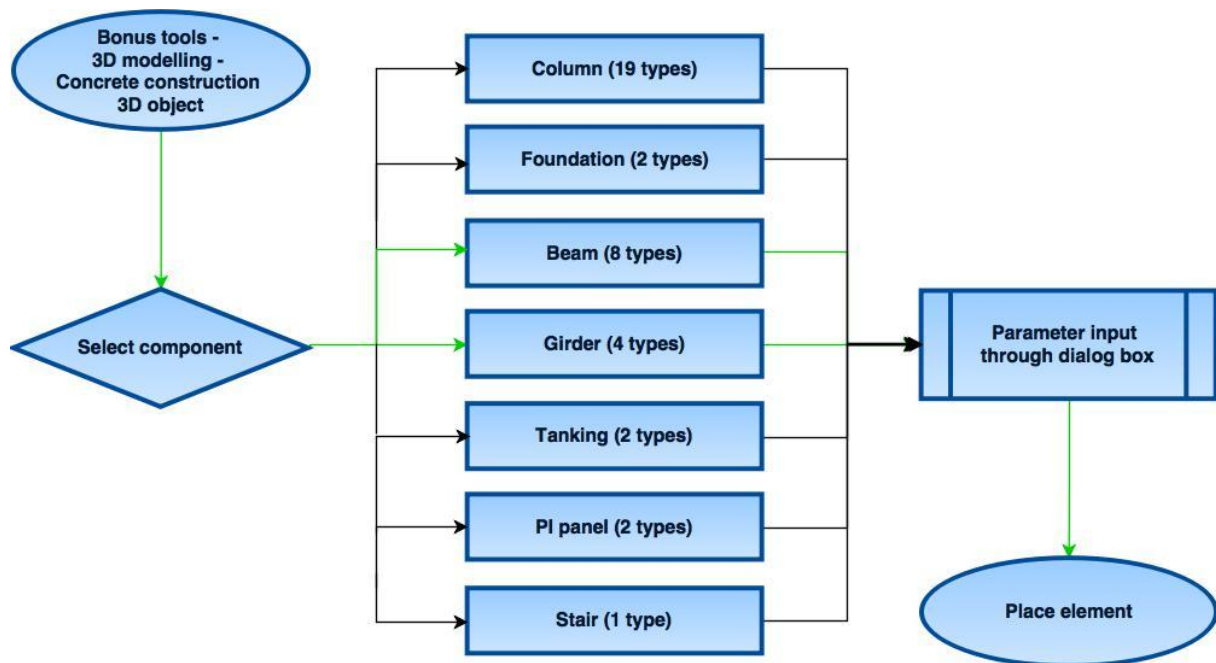 Bonus tools -
3D modelling -
Concrete construction
3D object
Select component
Column (19 types)
Foundation (2 types)
Beam (8 types)
Girder (4 types)
Tanking (2 types)
PI panel (2 types)
Stair (1 type)
Parameter input
through dialog box
Place element